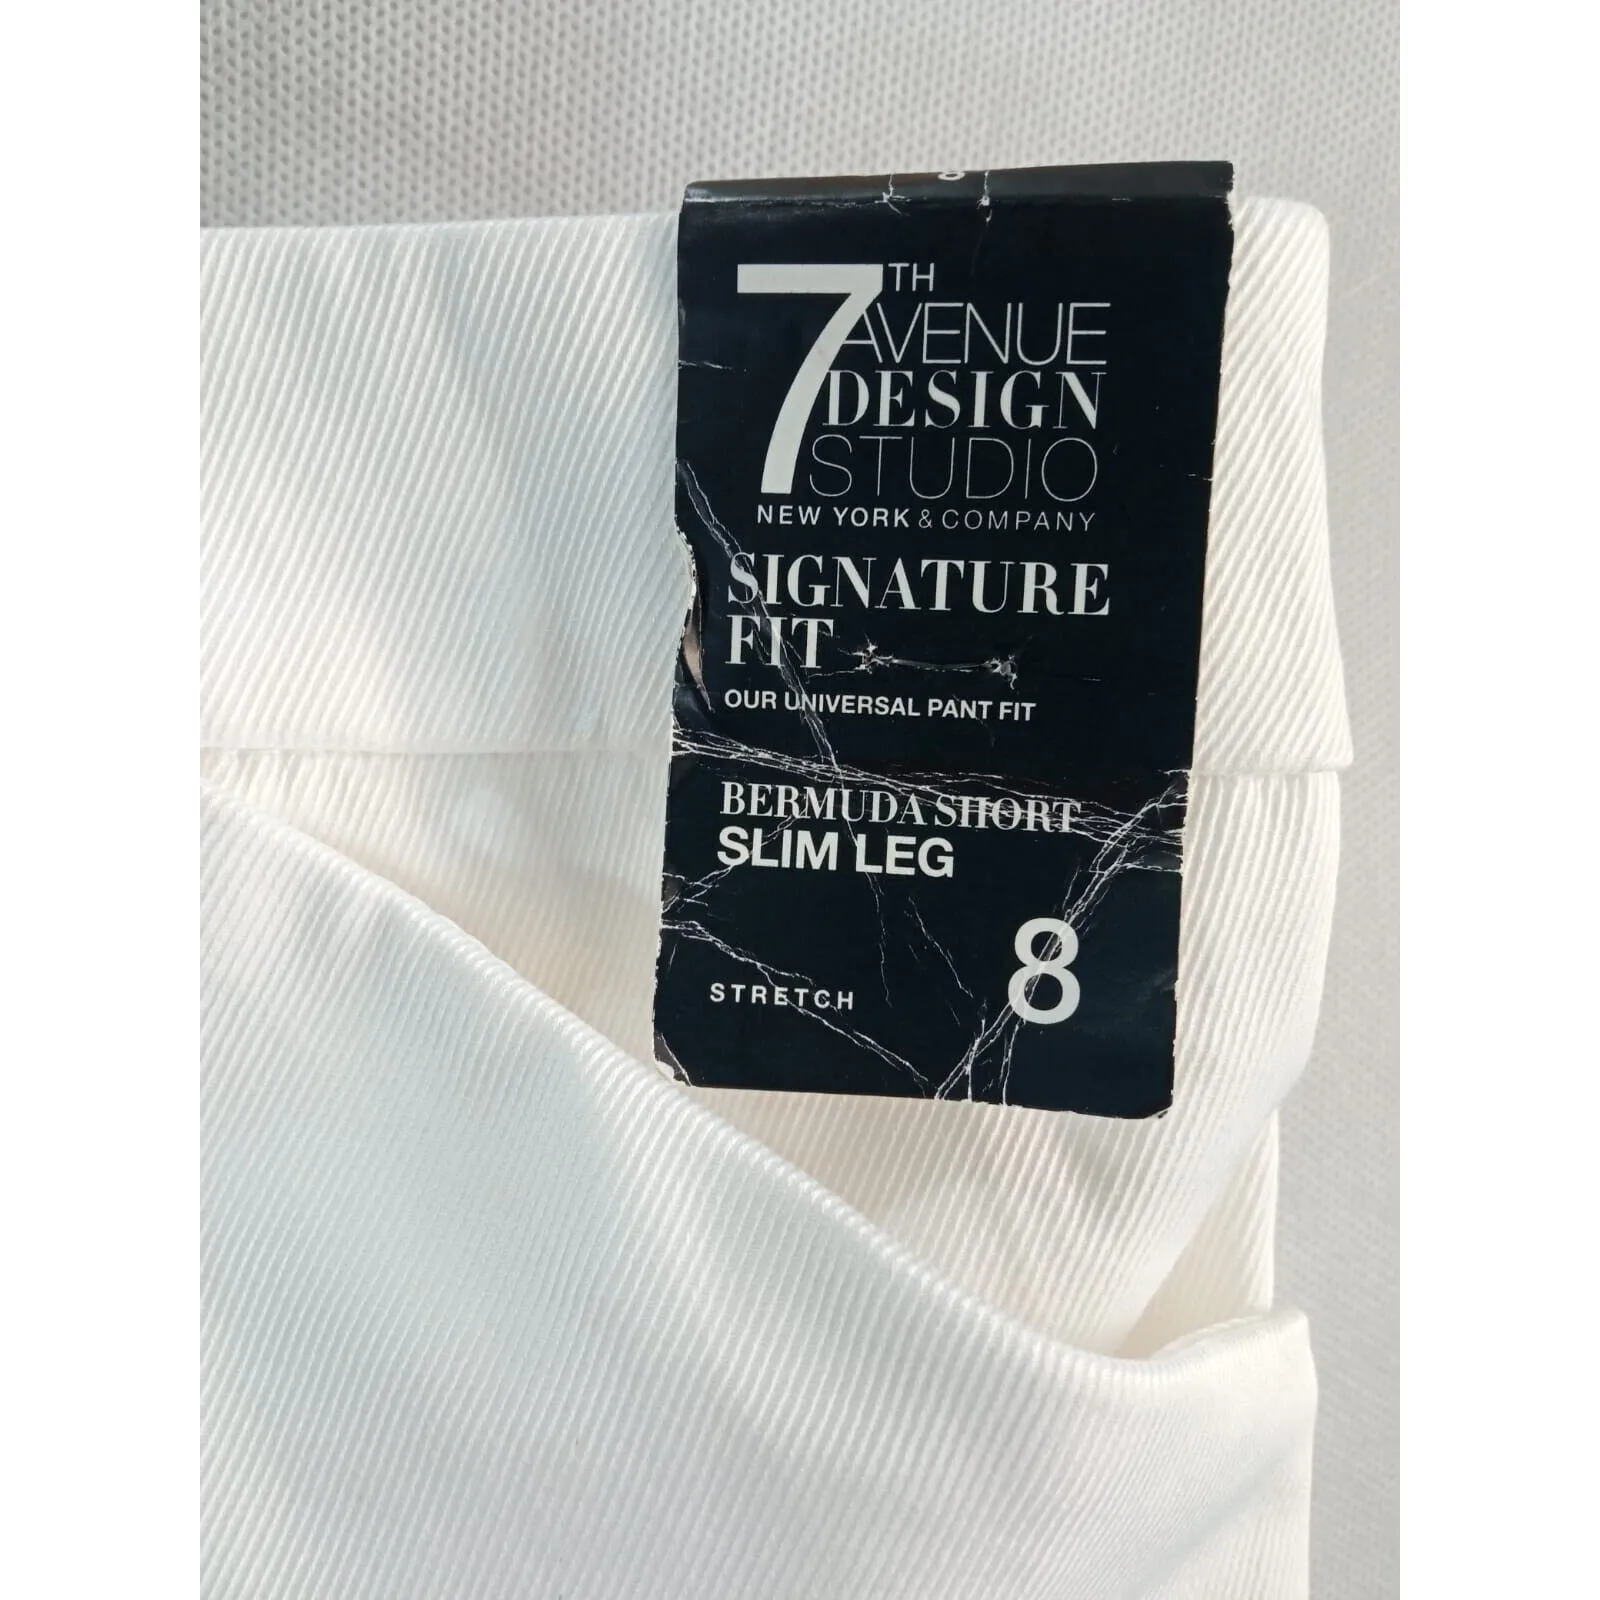 7TH
AVENUE
DESIGN
STUDIO
NEW YORK & COMPANY
SIGNATURE
FIT
OUR UNIVERSAL PANT FIT
BERMUDA SHORT
SLIM LEG
8
STRETCH